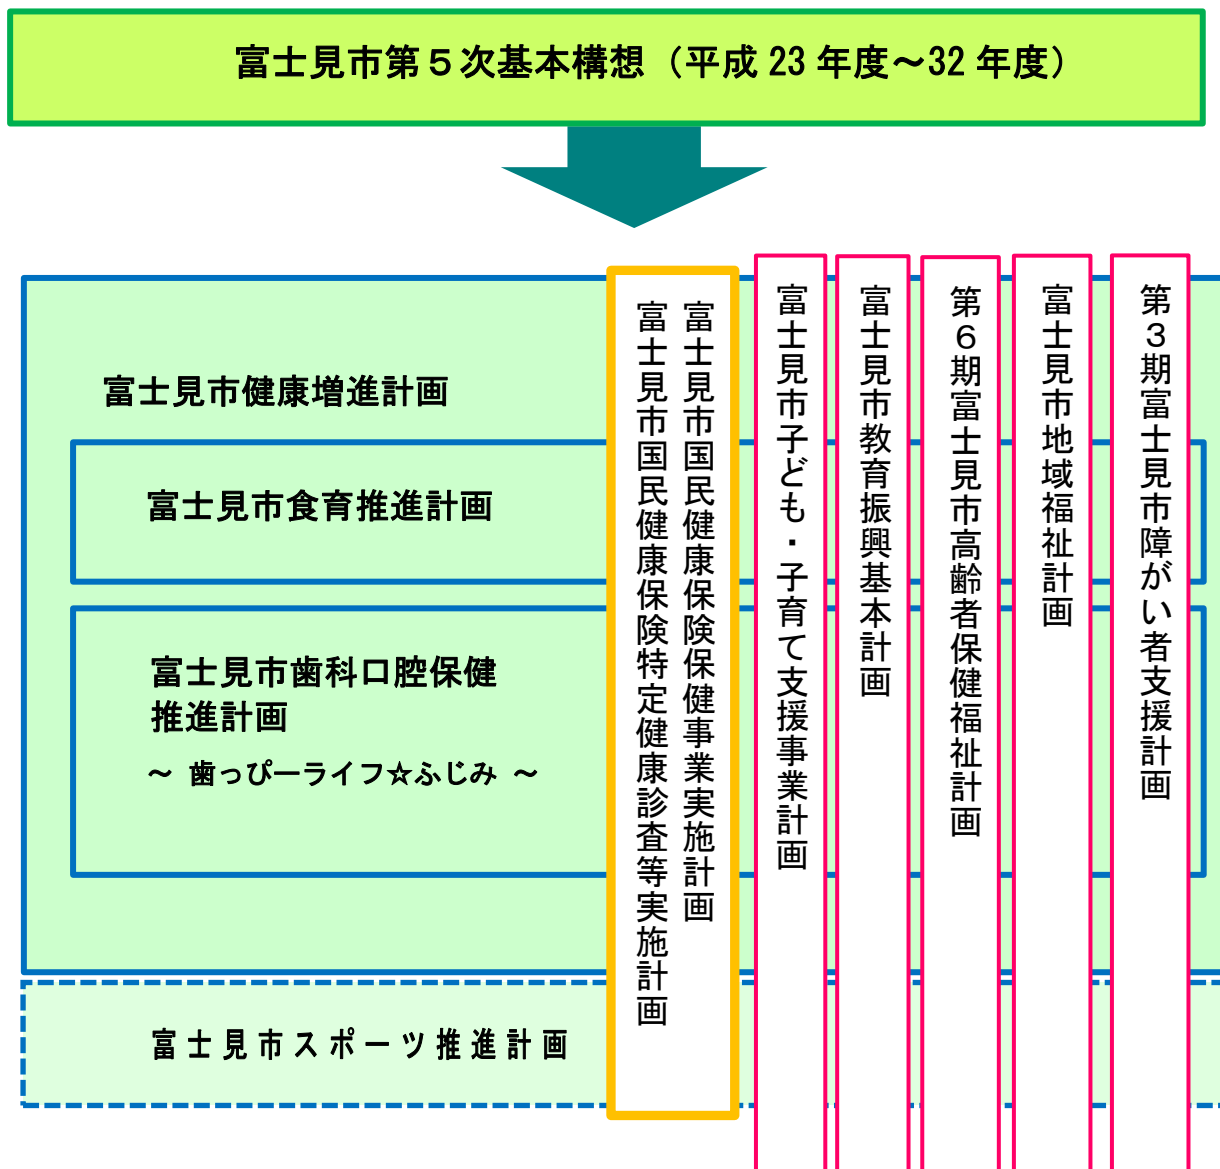 富士見市第５次基本構想（平成 23 年度～32 年度）
富士見市健康増進計画
富士見市食育推進計画
富士見市歯科口腔保健
推進計画
～ 歯っぴーライフ☆ふじみ ～
富士見市スポーツ推進計画
富士見市国民健康保険保健事業実施計画
富士見市国民健康保険特定健康診査等実施計画
富士見市子ども・子育て支援事業計画
富士見市教育振興基本計画
第６期富士見市高齢者保健福祉計画
富士見市地域福祉計画
第３期富士見市障がい者支援計画